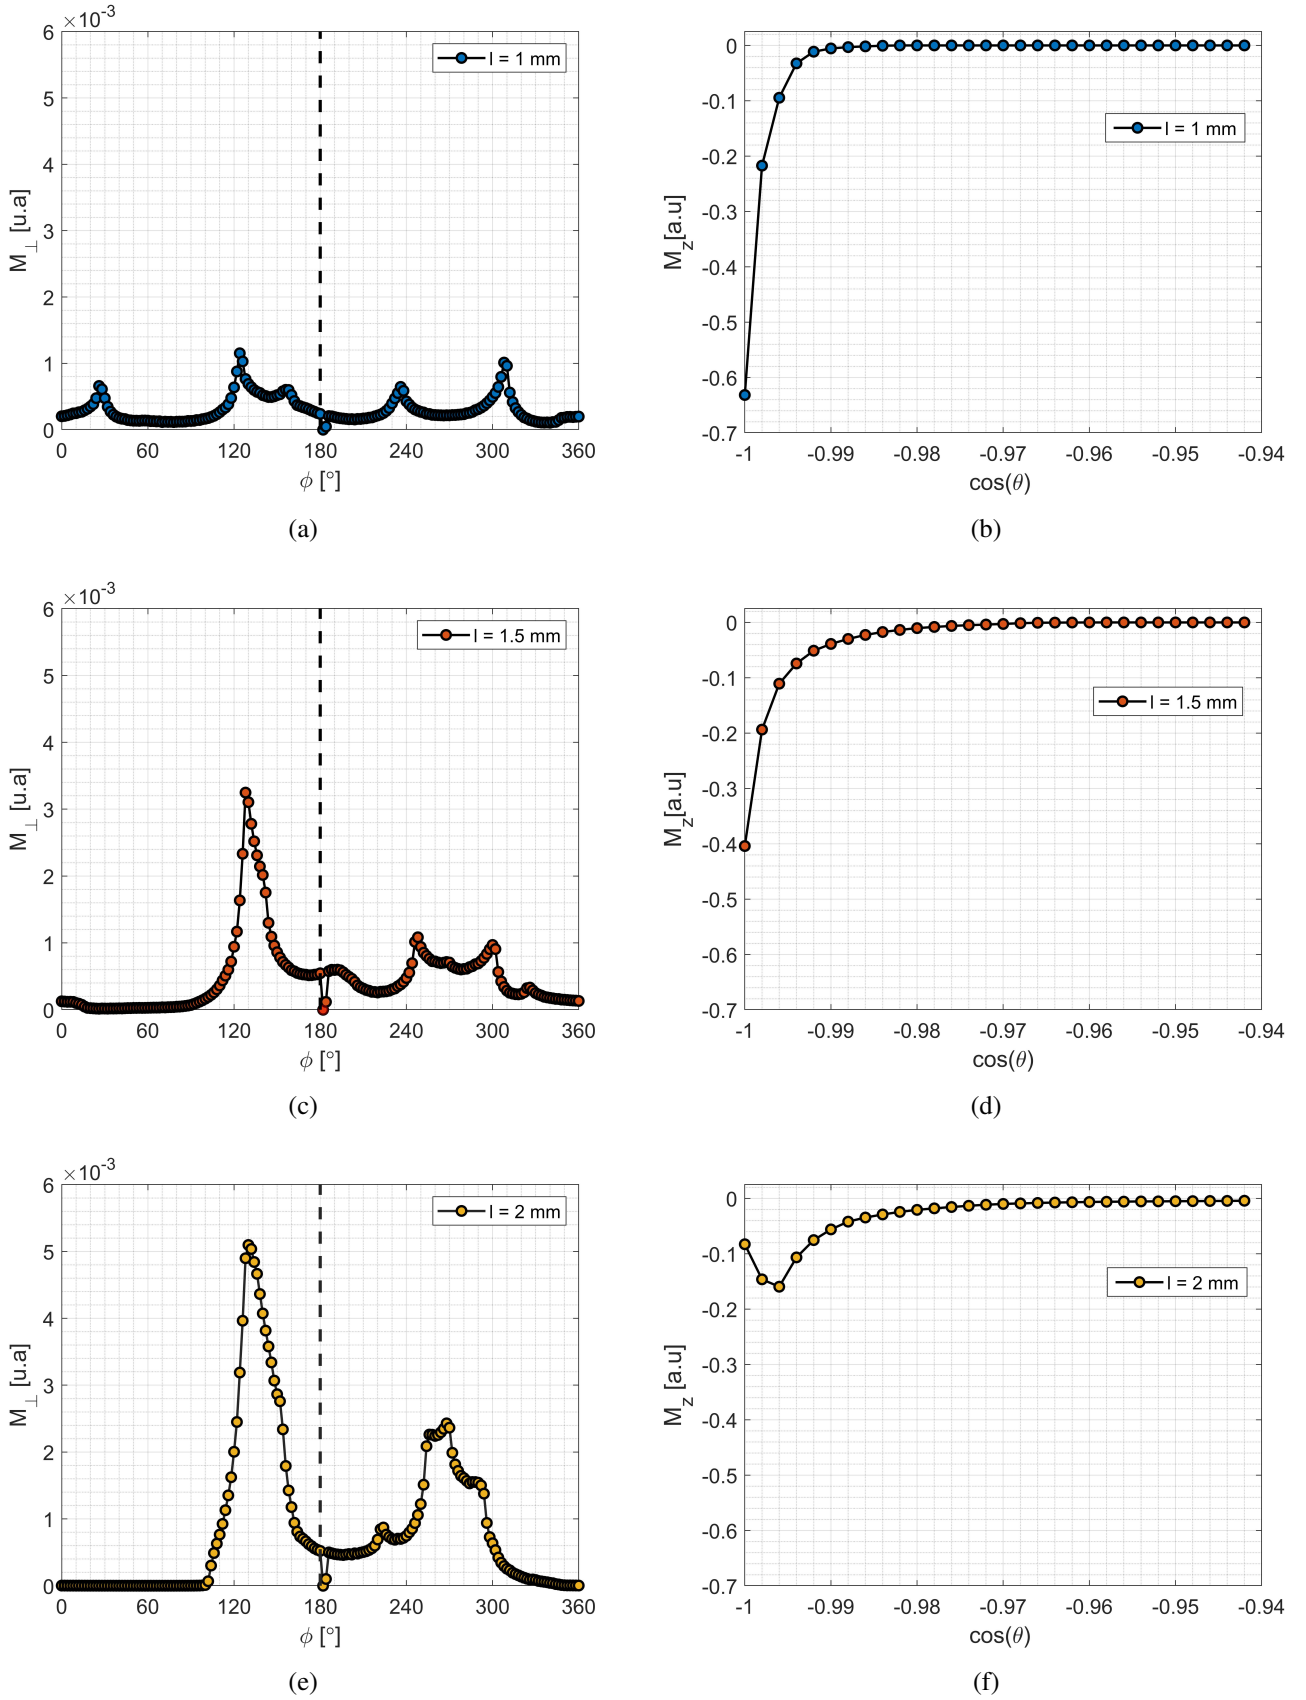 ×10⁻³
6
5
4
3
2
1
0
M⊥ [u.a]
l = 1 mm
0 60 120 180 240 300 360
ϕ [°]
(a)
0
-0.1
-0.2
-0.3
-0.4
-0.5
-0.6
-0.7
M_z[a.u]
l = 1 mm
-1 -0.99 -0.98 -0.97 -0.96 -0.95 -0.94
cos(θ)
(b)
×10⁻³
6
5
4
3
2
1
0
M⊥ [u.a]
l = 1.5 mm
0 60 120 180 240 300 360
ϕ [°]
(c)
0
-0.1
-0.2
-0.3
-0.4
-0.5
-0.6
-0.7
M_z[a.u]
l = 1.5 mm
-1 -0.99 -0.98 -0.97 -0.96 -0.95 -0.94
cos(θ)
(d)
×10⁻³
6
5
4
3
2
1
0
M⊥ [u.a]
l = 2 mm
0 60 120 180 240 300 360
ϕ [°]
(e)
0
-0.1
-0.2
-0.3
-0.4
-0.5
-0.6
-0.7
M_z [a.u]
l = 2 mm
-1 -0.99 -0.98 -0.97 -0.96 -0.95 -0.94
cos(θ)
(f)